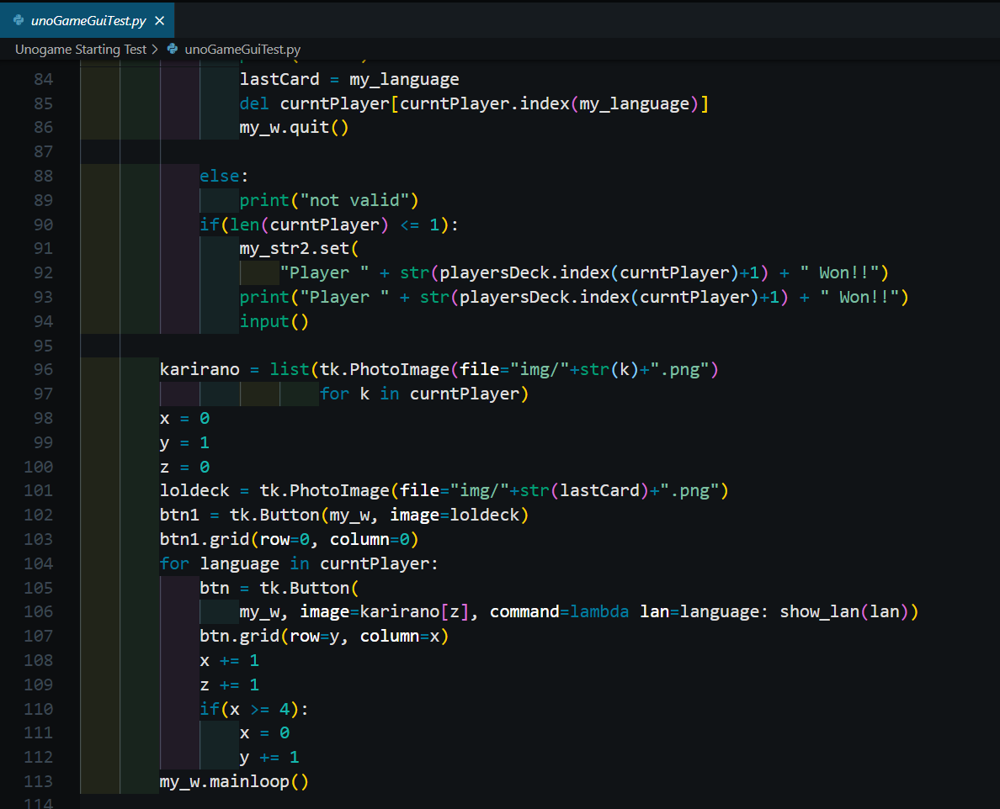 unoGameGuiTest.py ×
Unogame Starting Test > unoGameGuiTest.py
84 lastCard = my_language
85 del curntPlayer[curntPlayer.index(my_language)]
86 my_w.quit()
87
88 else:
89 print("not valid")
90 if(len(curntPlayer) <= 1):
91 my_str2.set(
92 "Player " + str(playersDeck.index(curntPlayer)+1) + " Won!!")
93 print("Player " + str(playersDeck.index(curntPlayer)+1) + " Won!!")
94 input()
95
96 karirano = list(tk.PhotoImage(file="img/"+str(k)+".png")
97 for k in curntPlayer)
98 x = 0
99 y = 1
100 z = 0
101 loldeck = tk.PhotoImage(file="img/"+str(lastCard)+".png")
102 btn1 = tk.Button(my_w, image=loldeck)
103 btn1.grid(row=0, column=0)
104 for language in curntPlayer:
105 btn = tk.Button(
106 my_w, image=karirano[z], command=lambda lan=language: show_lan(lan))
107 btn.grid(row=y, column=x)
108 x += 1
109 z += 1
110 if(x >= 4):
111 x = 0
112 y += 1
113 my_w.mainloop()
114